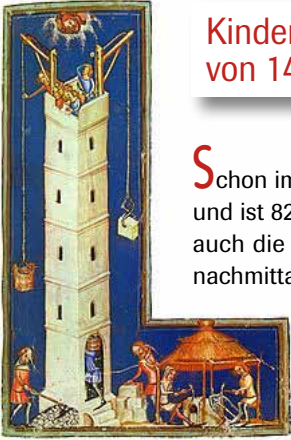 Kinder
von 14
Schon im
und ist 82
auch die
nachmitta